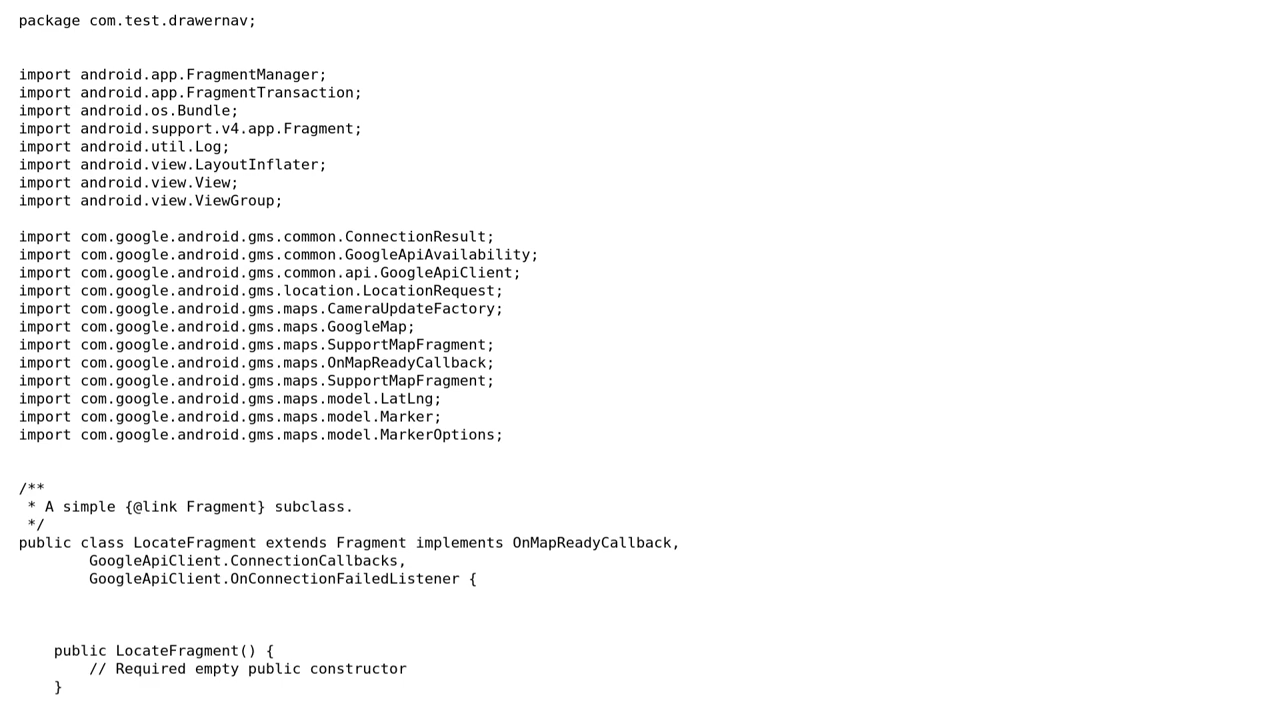 package com.test.drawernav;
import android.app.FragmentManager;
import android.app.FragmentTransaction;
import android.os.Bundle;
import android.support.v4.app.Fragment;
import android.util.Log;
import android.view.LayoutInflater;
import android.view.View;
import android.view.ViewGroup;
import com.google.android.gms.common.ConnectionResult;
import com.google.android.gms.common.GoogleApiAvailability;
import com.google.android.gms.common.api.GoogleApiClient;
import com.google.android.gms.location.LocationRequest;
import com.google.android.gms.maps.CameraUpdateFactory;
import com.google.android.gms.maps.GoogleMap;
import com.google.android.gms.maps.SupportMapFragment;
import com.google.android.gms.maps.OnMapReadyCallback;
import com.google.android.gms.maps.SupportMapFragment;
import com.google.android.gms.maps.model.LatLng;
import com.google.android.gms.maps.model.Marker;
import com.google.android.gms.maps.model.MarkerOptions;
/**
 * A simple {@link Fragment} subclass.
 */
public class LocateFragment extends Fragment implements OnMapReadyCallback,
        GoogleApiClient.ConnectionCallbacks,
        GoogleApiClient.OnConnectionFailedListener {
    public LocateFragment() {
        // Required empty public constructor
    }